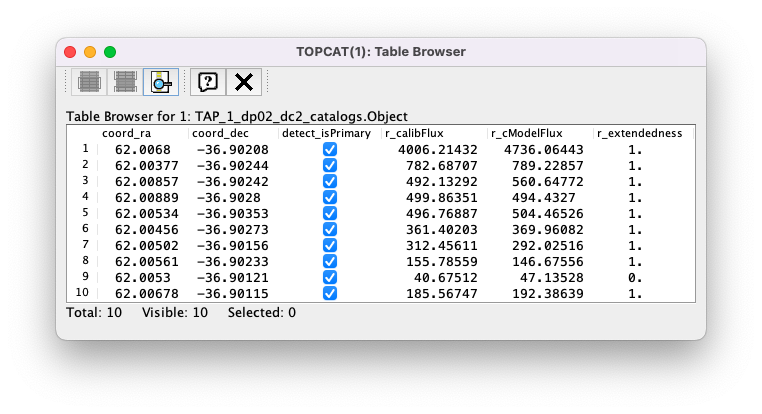 TOPCAT(1): Table Browser
Table Browser for 1: TAP_1_dp02_dc2_catalogs.Object
coord_ra coord_dec detect_isPrimary r_calibFlux r_cModelFlux r_extendedness
1 62.0068 -36.90208 4006.21432 4736.06443 1.
2 62.00377 -36.90244 782.68707 789.22857 1.
3 62.00857 -36.90242 492.13292 560.64772 1.
4 62.00889 -36.9028 499.86351 494.4327 1.
5 62.00534 -36.90353 496.76887 504.46526 1.
6 62.00456 -36.90273 361.40203 369.96082 1.
7 62.00502 -36.90156 312.45611 292.02516 1.
8 62.00561 -36.90233 155.78559 146.67556 1.
9 62.0053 -36.90121 40.67512 47.13528 0.
10 62.00678 -36.90115 185.56747 192.38639 1.
Total: 10 Visible: 10 Selected: 0